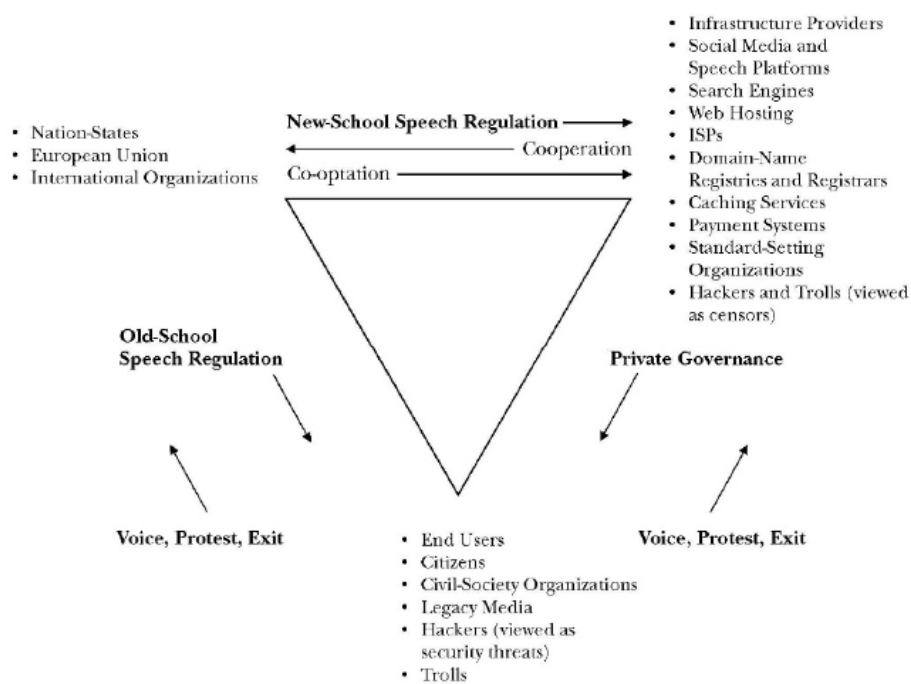 • Infrastructure Providers
• Social Media and
Speech Platforms
• Search Engines
• Web Hosting
• ISPs
• Domain-Name
Registries and Registrars
• Caching Services
• Payment Systems
• Standard-Setting
Organizations
• Hackers and Trolls (viewed
as censors)
• Nation-States
• European Union
• International Organizations
New-School Speech Regulation
Cooperation
Co-optation
Old-School
Speech Regulation
Private Governance
Voice, Protest, Exit
• End Users
• Citizens
• Civil-Society Organizations
• Legacy Media
• Hackers (viewed as
security threats)
• Trolls
Voice, Protest, Exit